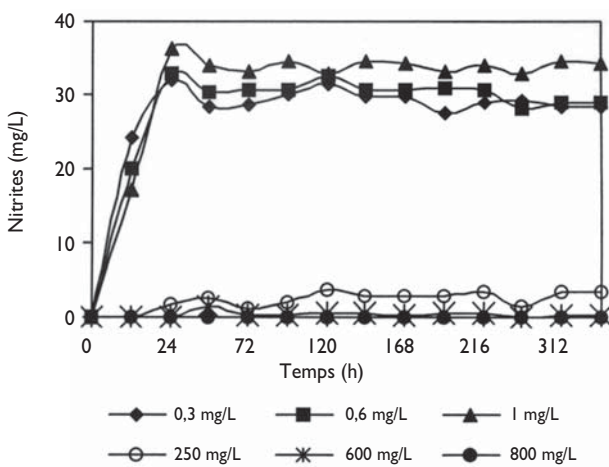 40
30
20
10
0
Nitrites (mg/L)
0 24 72 120 168 216 312
Temps (h)
0,3 mg/L 0,6 mg/L 1 mg/L
250 mg/L 600 mg/L 800 mg/L